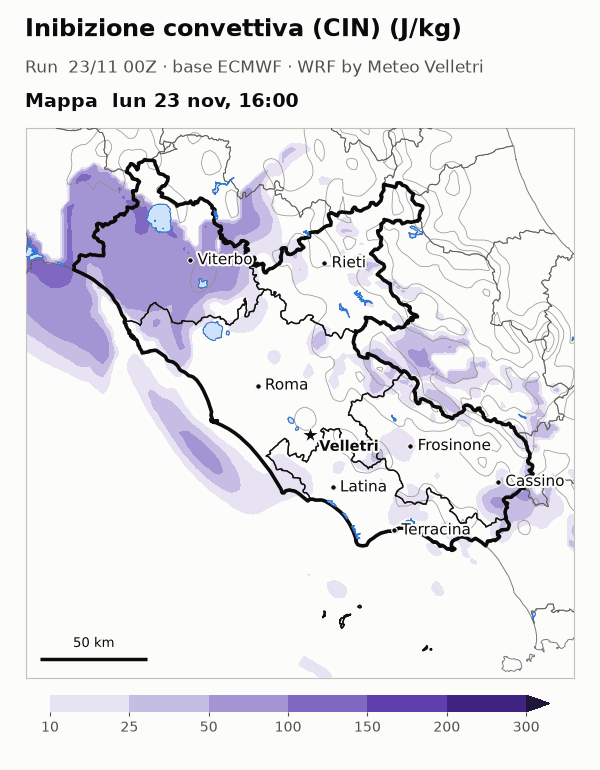 Inibizione convettiva (CIN) (J/kg)
Run  23/11 00Z · base ECMWF · WRF by Meteo Velletri
Mappa  lun 23 nov, 16:00
Viterbo
Rieti
Roma
Velletri
Frosinone
Cassino
Latina
Terracina
50 km
10 25 50 100 150 200 300